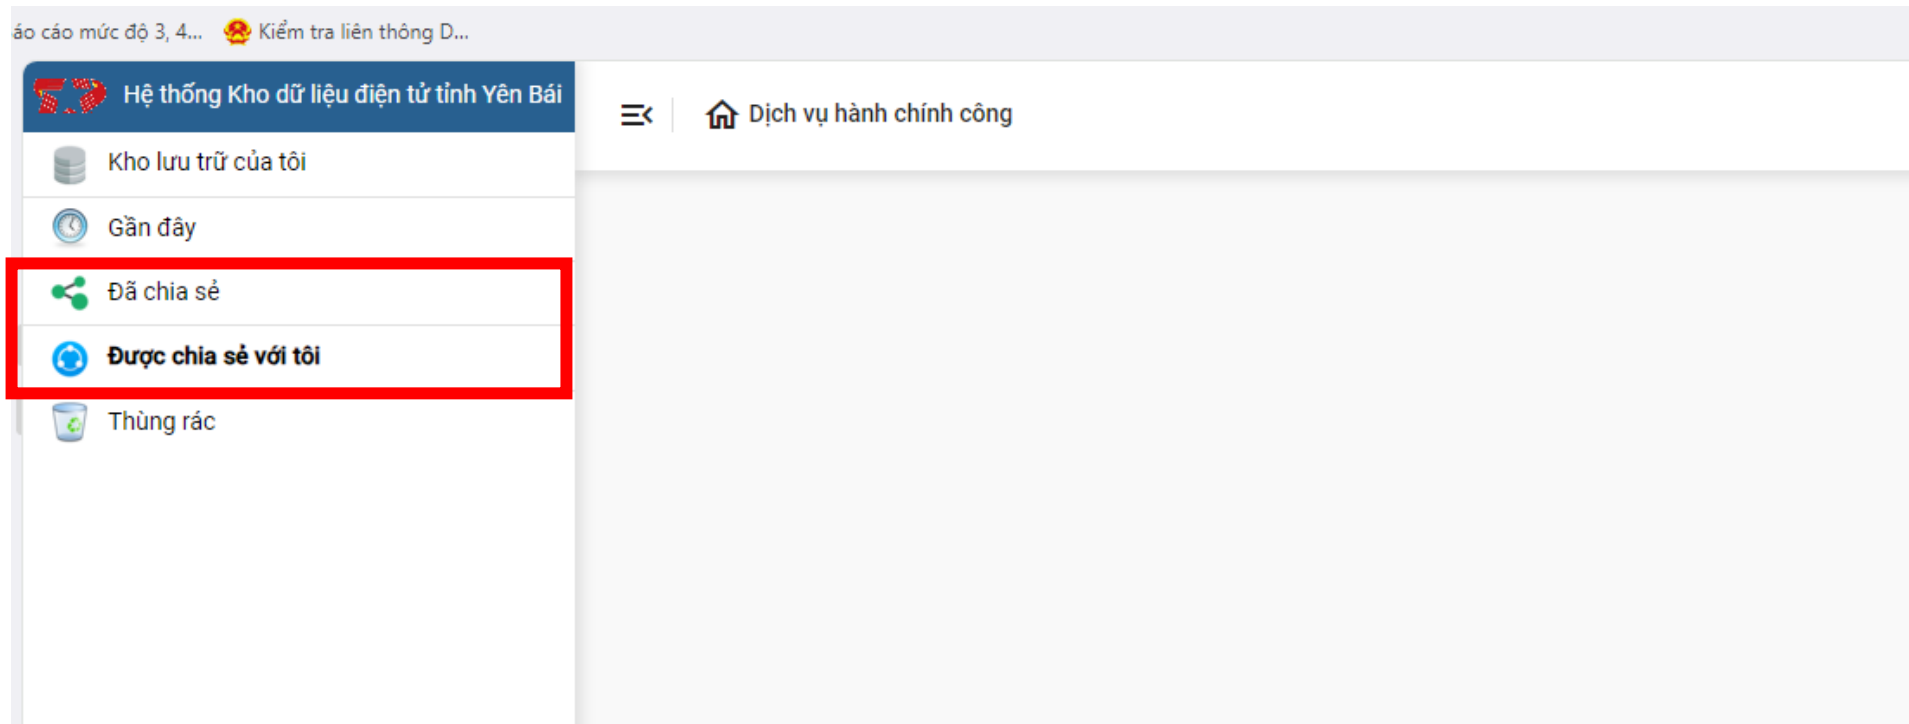 áo cáo mức độ 3, 4... Kiểm tra liên thông D...
Hệ thống Kho dữ liệu điện tử tỉnh Yên Bái
Dịch vụ hành chính công
Kho lưu trữ của tôi
Gần đây
Đã chia sẻ
Được chia sẻ với tôi
Thùng rác